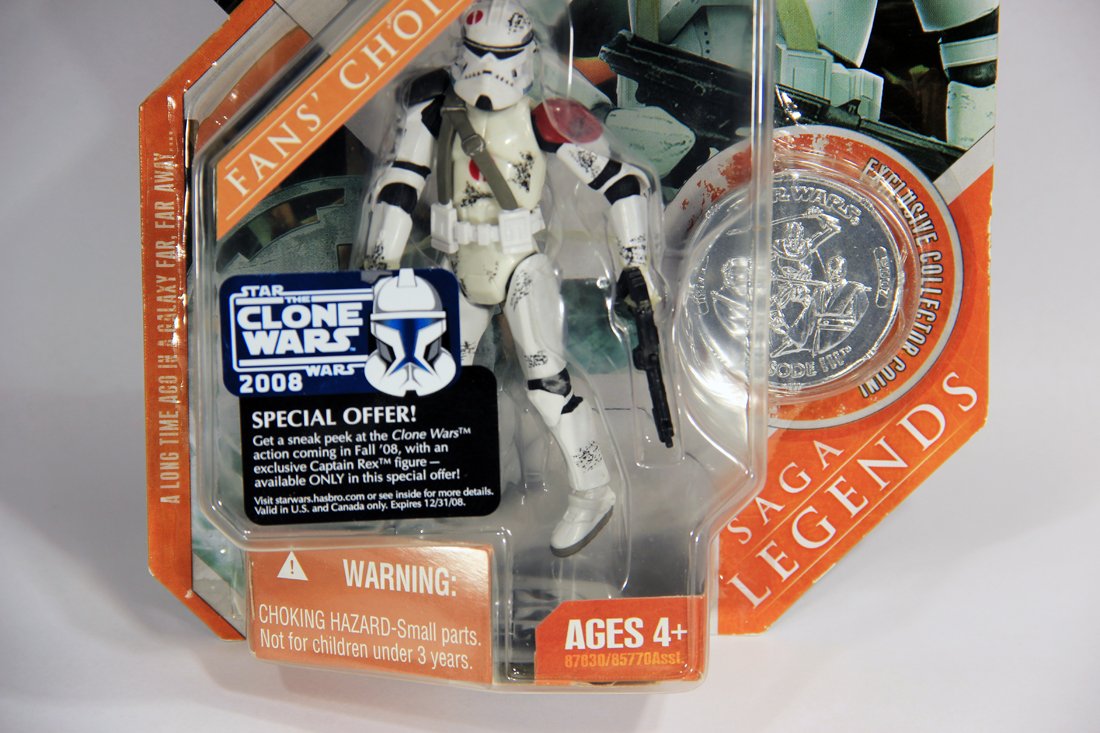 FANS' CHOI
A LONG TIME AGO IN A GALAXY FAR, FAR AWAY....
STAR
THE
CLONE
WARS™
WARS
2008
SPECIAL OFFER!
Get a sneak peek at the Clone Wars™
action coming in Fall '08, with an
exclusive Captain Rex™ figure —
available ONLY in this special offer!
Visit starwars.hasbro.com or see inside for more details.
Valid in U.S. and Canada only. Expires 12/31/08.
STAR WARS
EPISODE III™
EXCLUSIVE COLLECTOR COIN
SAGA
LEGENDS
WARNING:
CHOKING HAZARD-Small parts.
Not for children under 3 years.
AGES 4+
87630/85770Asst.